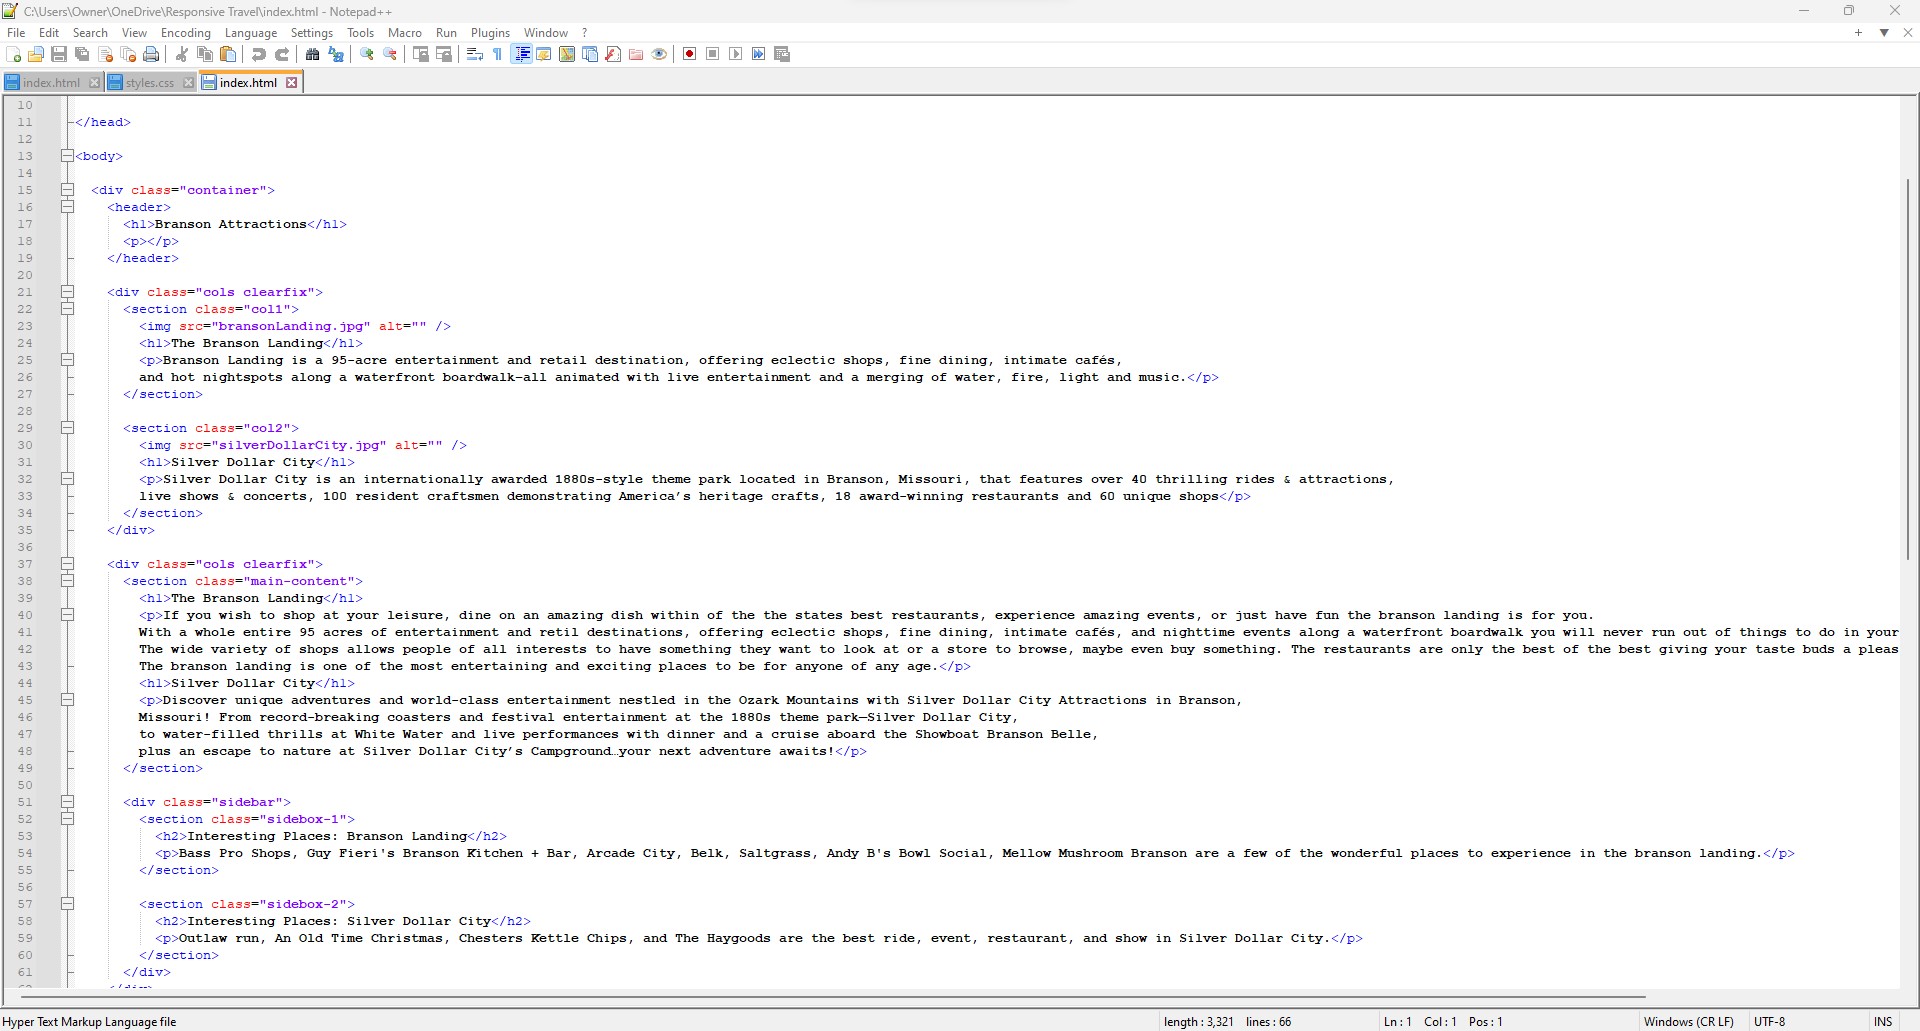 C:\Users\Owner\OneDrive\Responsive Travel\index.html - Notepad++
File Edit Search View Encoding Language Settings Tools Macro Run Plugins Window ?
index.html styles.css index.html
10
11 </head>
12
13 <body>
14
15 <div class="container">
16 <header>
17 <h1>Branson Attractions</h1>
18 <p></p>
19 </header>
20
21 <div class="cols clearfix">
22 <section class="col1">
23 <img src="bransonLanding.jpg" alt="" />
24 <h1>The Branson Landing</h1>
25 <p>Branson Landing is a 95-acre entertainment and retail destination, offering eclectic shops, fine dining, intimate cafés,
26 and hot nightspots along a waterfront boardwalk—all animated with live entertainment and a merging of water, fire, light and music.</p>
27 </section>
28
29 <section class="col2">
30 <img src="silverDollarCity.jpg" alt="" />
31 <h1>Silver Dollar City</h1>
32 <p>Silver Dollar City is an internationally awarded 1880s-style theme park located in Branson, Missouri, that features over 40 thrilling rides & attractions,
33 live shows & concerts, 100 resident craftsmen demonstrating America’s heritage crafts, 18 award-winning restaurants and 60 unique shops</p>
34 </section>
35 </div>
36
37 <div class="cols clearfix">
38 <section class="main-content">
39 <h1>The Branson Landing</h1>
40 <p>If you wish to shop at your leisure, dine on an amazing dish within of the the states best restaurants, experience amazing events, or just have fun the branson landing is for you.
41 With a whole entire 95 acres of entertainment and retil destinations, offering eclectic shops, fine dining, intimate cafés, and nighttime events along a waterfront boardwalk you will never run out of things to do in your
42 The wide variety of shops allows people of all interests to have something they want to look at or a store to browse, maybe even buy something. The restaurants are only the best of the best giving your taste buds a pleas
43 The branson landing is one of the most entertaining and exciting places to be for anyone of any age.</p>
44 <h1>Silver Dollar City</h1>
45 <p>Discover unique adventures and world-class entertainment nestled in the Ozark Mountains with Silver Dollar City Attractions in Branson,
46 Missouri! From record-breaking coasters and festival entertainment at the 1880s theme park—Silver Dollar City,
47 to water-filled thrills at White Water and live performances with dinner and a cruise aboard the Showboat Branson Belle,
48 plus an escape to nature at Silver Dollar City’s Campground…your next adventure awaits!</p>
49 </section>
50
51 <div class="sidebar">
52 <section class="sidebox-1">
53 <h2>Interesting Places: Branson Landing</h2>
54 <p>Bass Pro Shops, Guy Fieri's Branson Kitchen + Bar, Arcade City, Belk, Saltgrass, Andy B's Bowl Social, Mellow Mushroom Branson are a few of the wonderful places to experience in the branson landing.</p>
55 </section>
56
57 <section class="sidebox-2">
58 <h2>Interesting Places: Silver Dollar City</h2>
59 <p>Outlaw run, An Old Time Christmas, Chesters Kettle Chips, and The Haygoods are the best ride, event, restaurant, and show in Silver Dollar City.</p>
60 </section>
61 </div>
Hyper Text Markup Language file length : 3,321 lines : 66 Ln : 1 Col : 1 Pos : 1 Windows (CR LF) UTF-8 INS